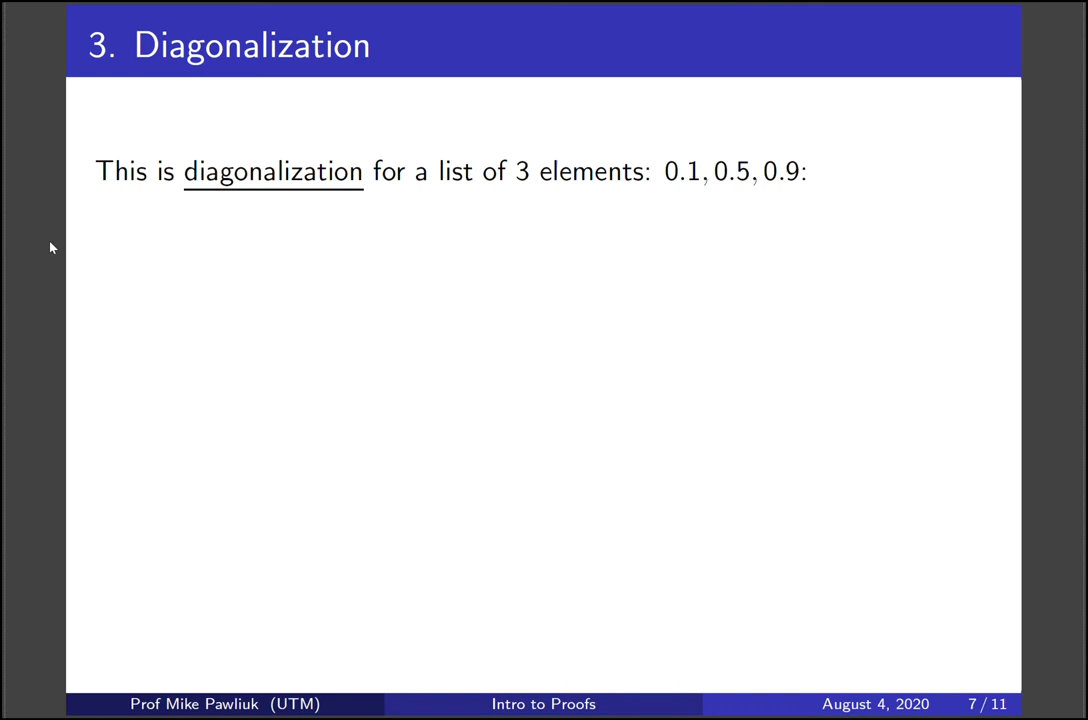 3. Diagonalization
This is diagonalization for a list of 3 elements: 0.1, 0.5, 0.9:
Prof Mike Pawliuk (UTM)
Intro to Proofs
August 4, 2020
7 / 11